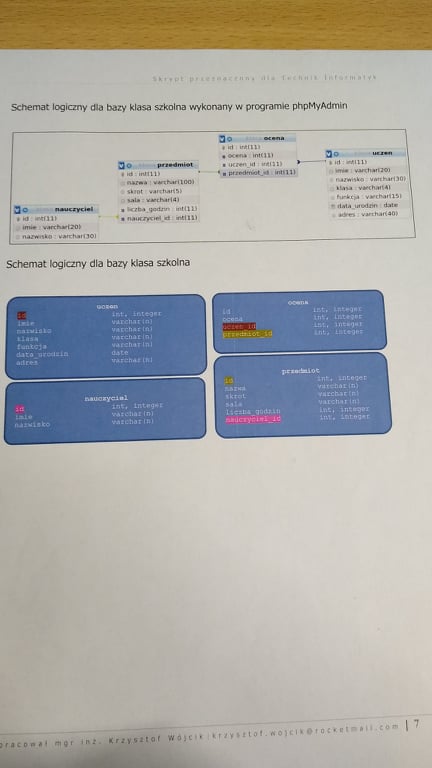 Skrypt przeznaczony dla Technik Informatyk
Schemat logiczny dla bazy klasa szkolna wykonany w programie phpMyAdmin
ocena
id : int(11)
ocena : int(11)
uczen_id : int(11)
przedmiot_id : int(11)
uczen
id : int(11)
imie : varchar(20)
nazwisko : varchar(30)
klasa : varchar(4)
funkcja : varchar(15)
data_urodzin : date
adres : varchar(40)
przedmiot
id : int(11)
nazwa : varchar(100)
skrot : varchar(5)
sala : varchar(4)
liczba_godzin : int(11)
nauczyciel_id : int(11)
nauczyciel
id : int(11)
imie : varchar(20)
nazwisko : varchar(30)
Schemat logiczny dla bazy klasa szkolna
uczen
id int, integer
imie varchar(n)
nazwisko varchar(n)
klasa varchar(n)
funkcja varchar(n)
data_urodzin date
adres varchar(n)
ocena
id int, integer
ocena int, integer
uczen_id int, integer
przedmiot_id int, integer
nauczyciel
id int, integer
imie varchar(n)
nazwisko varchar(n)
przedmiot
id int, integer
nazwa varchar(n)
skrot varchar(n)
sala varchar(n)
liczba_godzin int, integer
nauczyciel_id int, integer
pracował mgr inż. Krzysztof Wójcik:krzysztof.wojcik@rocketmail.com | 7